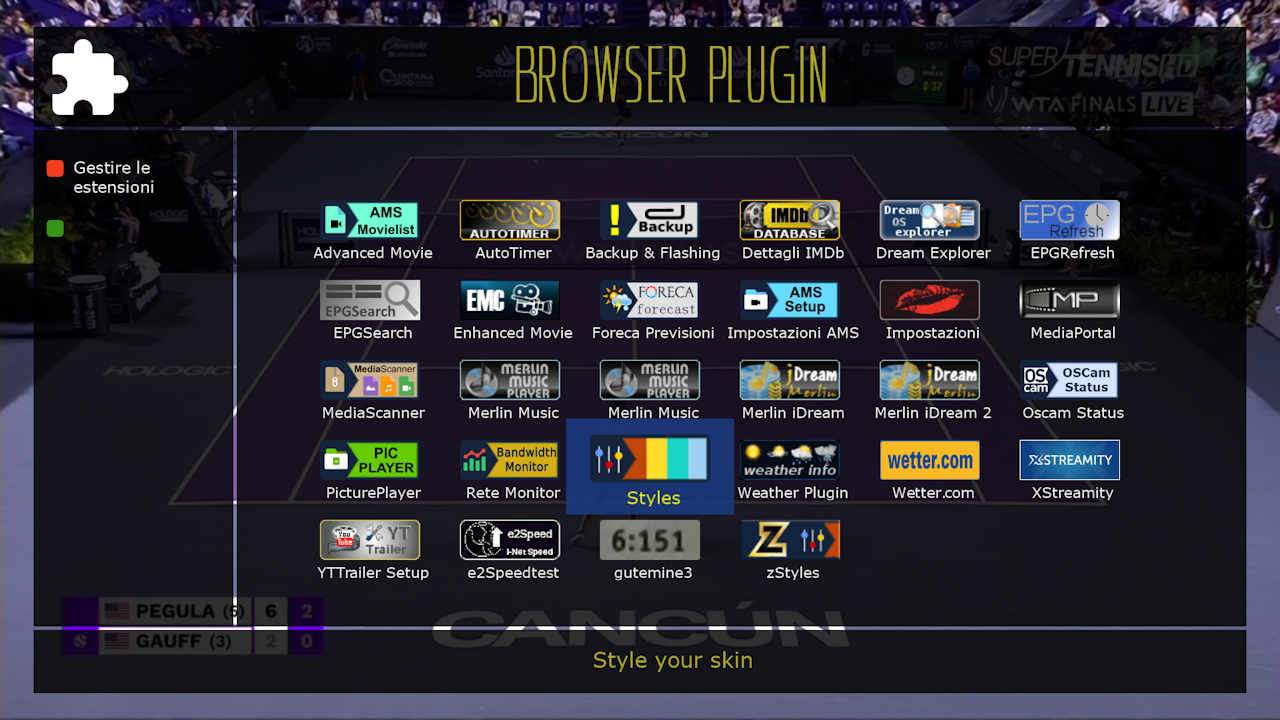 BROWSER PLUGIN
SUPER TENNIS HD
WTA FINALS LIVE
CANCÚN
Gestire le
estensioni
AMS
Movielist
Advanced Movie
AUTOTIMER
AutoTimer
Backup
Backup & Flashing
IMDb
DATABASE
Dettagli IMDb
Dream
OS
explorer
Dream Explorer
EPG
Refresh
EPGRefresh
EPGSearch
EPGSearch
EMC
Enhanced Movie
FORECA
forecast
Foreca Previsioni
AMS
Setup
Impostazioni AMS
Impostazioni
MP
MediaPortal
HOLOGIC
MediaScanner
MediaScanner
MERLIN
MUSIC
PLAYER
Merlin Music
MERLIN
MUSIC
PLAYER
Merlin Music
iDream
Merlin
Merlin iDream
iDream
Merlin
Merlin iDream 2
OS
cam
OSCam
Status
Oscam Status
PIC
PLAYER
PicturePlayer
Bandwidth
Monitor
Rete Monitor
Styles
weather info
Weather Plugin
wetter.com
Wetter.com
XSTREAMITY
XStreamity
You
Tube
YT
Trailer
YTTrailer Setup
e2Speed
I-Net Speed
e2Speedtest
6:151
gutemine3
Z
zStyles
PEGULA (5) 6 2
GAUFF (3) 2 0
CANCÚN
Style your skin